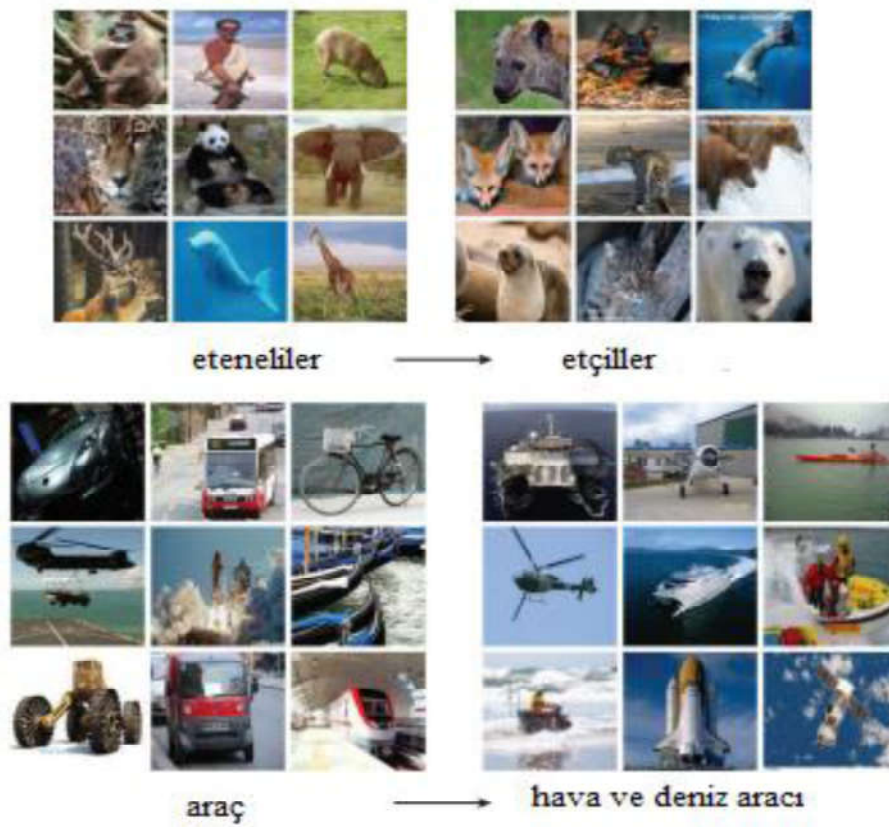 eteneliler
etçiller
araç
hava ve deniz aracı